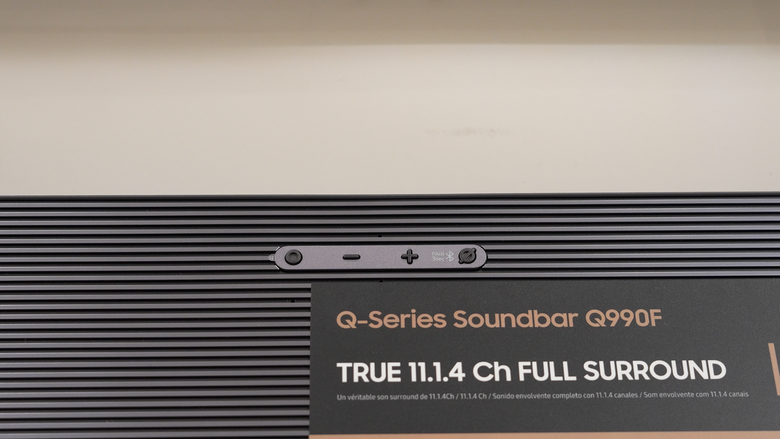 Q-Series Soundbar Q990F
TRUE 11.1.4 Ch FULL SURROUND
Un véritable son surround de 11.1.4Ch / 11.1.4 Ch / Sonido envolvente completo con 11.1.4 canales / Som envolvente com 11.1.4 canais